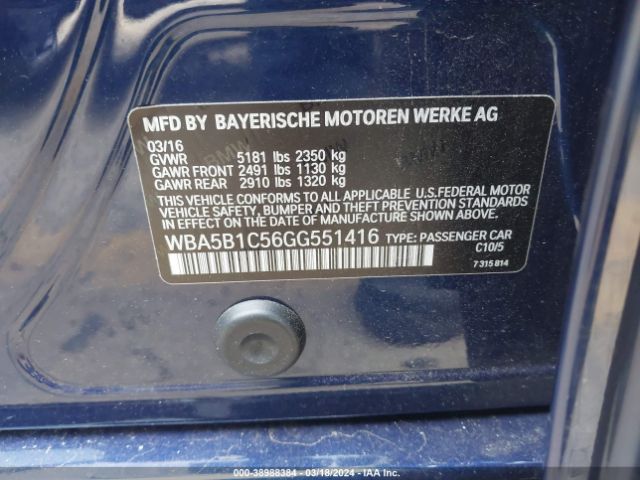 MFD BY BAYERISCHE MOTOREN WERKE AG
03/16
GVWR 5181 lbs 2350 kg
GAWR FRONT 2491 lbs 1130 kg
GAWR REAR 2910 lbs 1320 kg
THIS VEHICLE CONFORMS TO ALL APPLICABLE U.S.FEDERAL MOTOR
VEHICLE SAFETY, BUMPER AND THEFT PREVENTION STANDARDS IN
EFFECT ON DATE OF MANUFACTURE SHOWN ABOVE.
WBA5B1C56GG551416 TYPE: PASSENGER CAR
C10/5
7 315 814
000-38988384 — 03/18/2024 — IAA Inc.